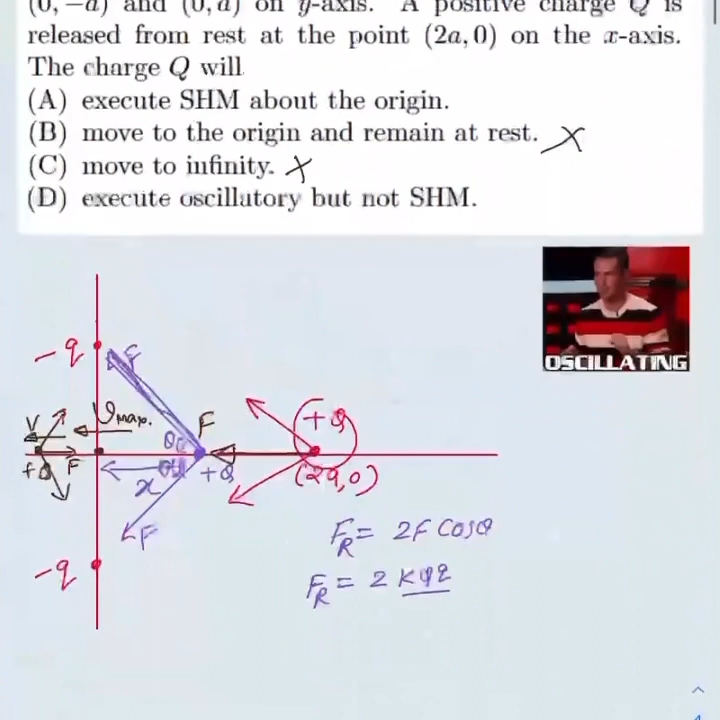 (0, −a) and (0, a) on y-axis. A positive charge Q is
released from rest at the point (2a, 0) on the x-axis.
The charge Q will
(A) execute SHM about the origin.
(B) move to the origin and remain at rest. X
(C) move to infinity. X
(D) execute oscillatory but not SHM.
OSCILLATING
-q
F
V
Vmax.
F
+Q
θ
+Q
F
x
+Q
(2a,0)
F
F_R = 2F Cosθ
-q
F_R = 2 Kqq